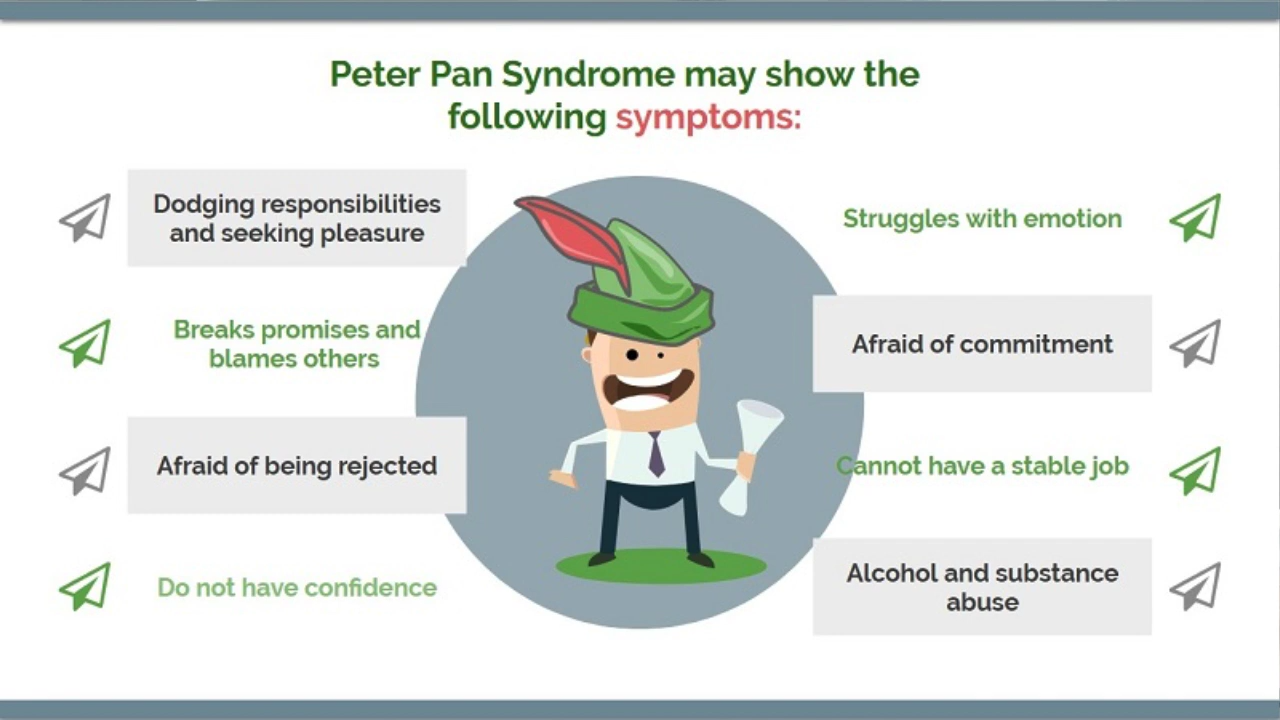 Peter Pan Syndrome may show the
following symptoms:
Dodging responsibilities
and seeking pleasure
Breaks promises and
blames others
Afraid of being rejected
Do not have confidence
Struggles with emotion
Afraid of commitment
Cannot have a stable job
Alcohol and substance
abuse